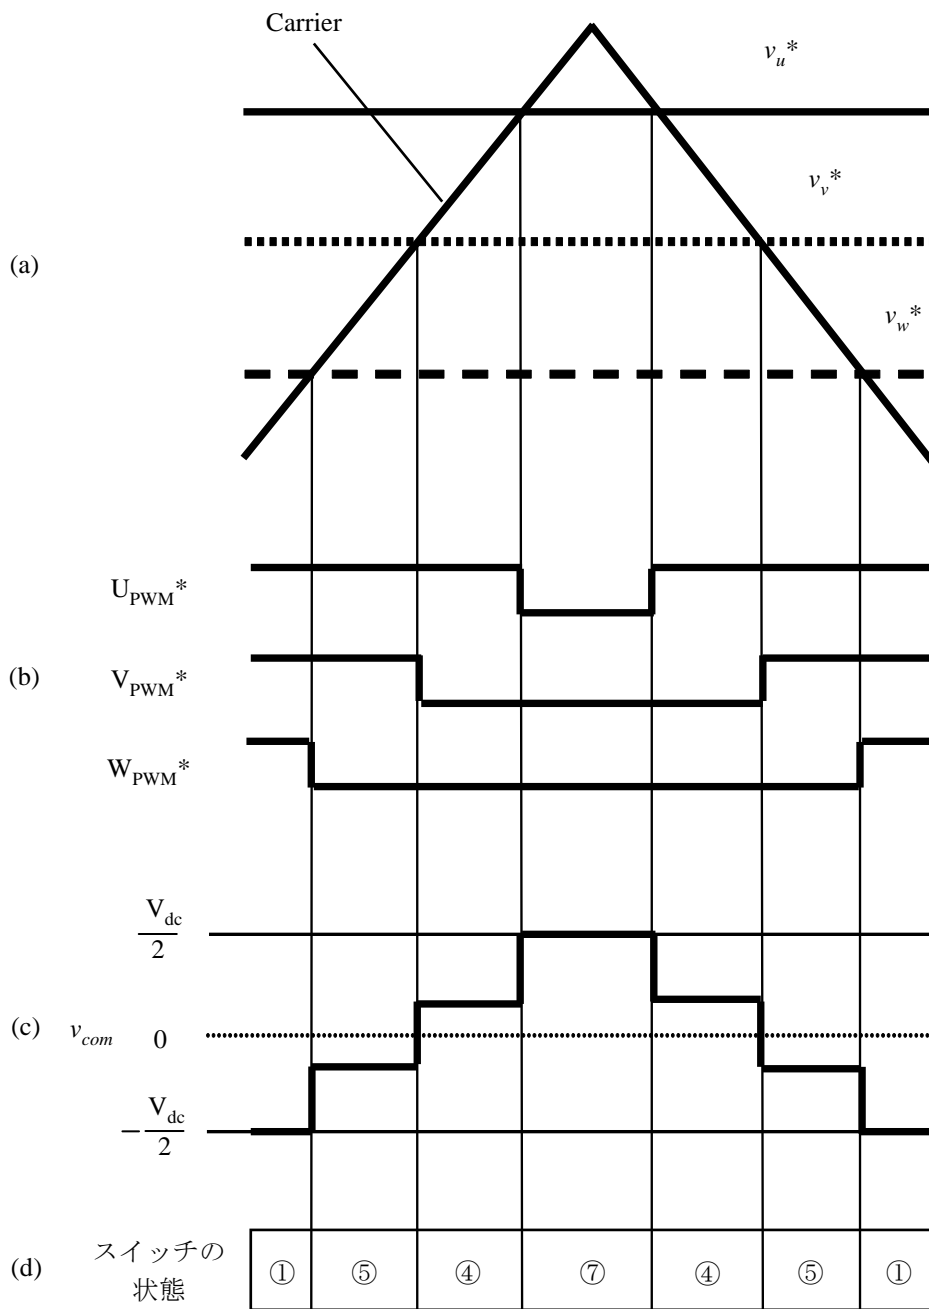 Carrier
v_u*
v_v*
(a)
v_w*
U_PWM*
(b) V_PWM*
W_PWM*
V_dc
2
(c) v_com 0
− V_dc
2
(d) スイッチの
状態
① ⑤ ④ ⑦ ④ ⑤ ①